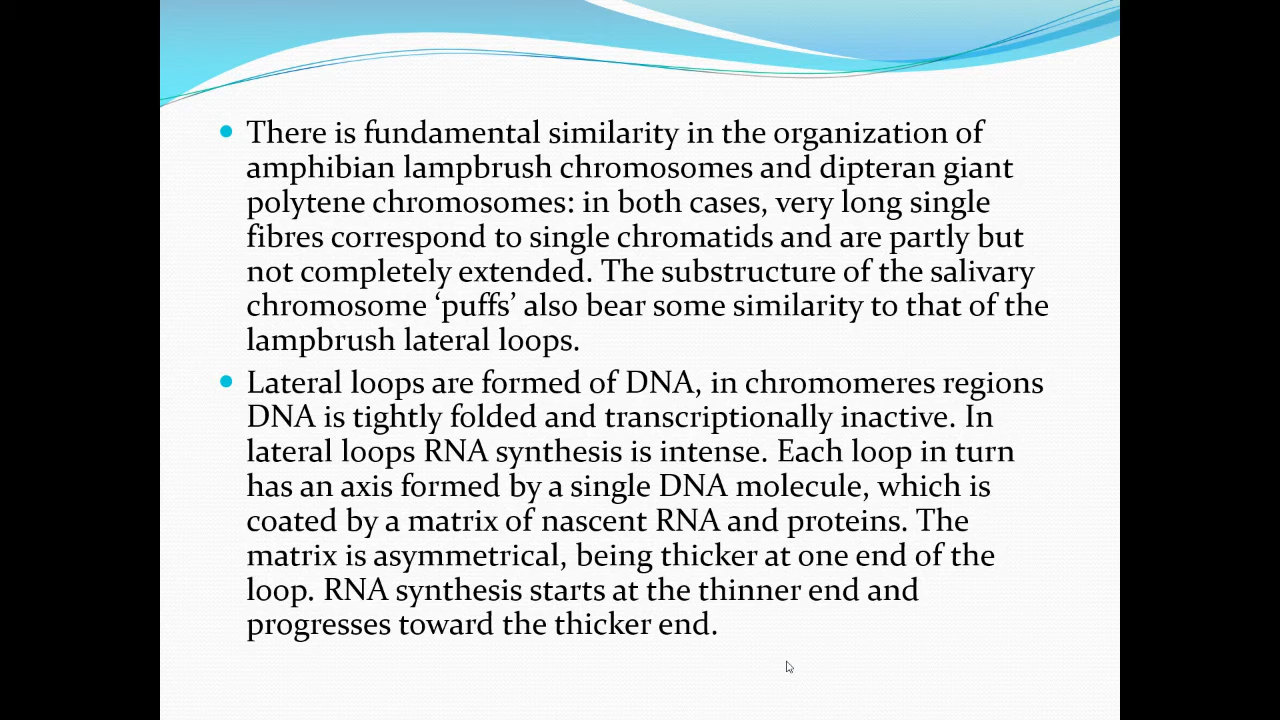 • There is fundamental similarity in the organization of
amphibian lampbrush chromosomes and dipteran giant
polytene chromosomes: in both cases, very long single
fibres correspond to single chromatids and are partly but
not completely extended. The substructure of the salivary
chromosome ‘puffs’ also bear some similarity to that of the
lampbrush lateral loops.
• Lateral loops are formed of DNA, in chromomeres regions
DNA is tightly folded and transcriptionally inactive. In
lateral loops RNA synthesis is intense. Each loop in turn
has an axis formed by a single DNA molecule, which is
coated by a matrix of nascent RNA and proteins. The
matrix is asymmetrical, being thicker at one end of the
loop. RNA synthesis starts at the thinner end and
progresses toward the thicker end.